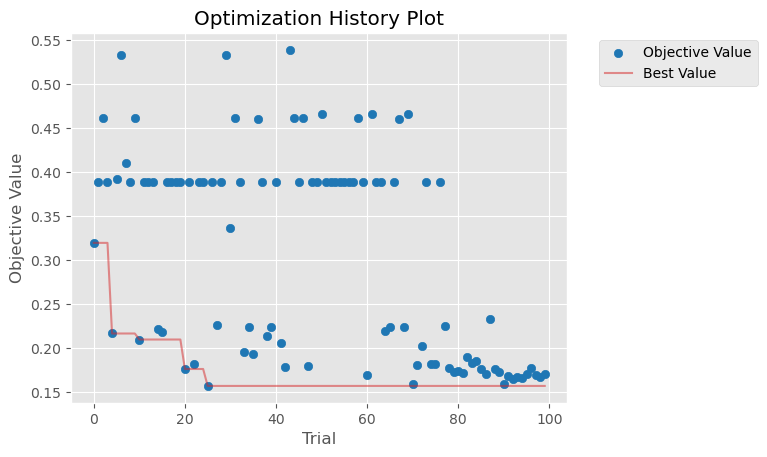 Optimization History Plot
Objective Value
Best Value
0.55
0.50
0.45
0.40
0.35
0.30
0.25
0.20
0.15
Objective Value
0 20 40 60 80 100
Trial